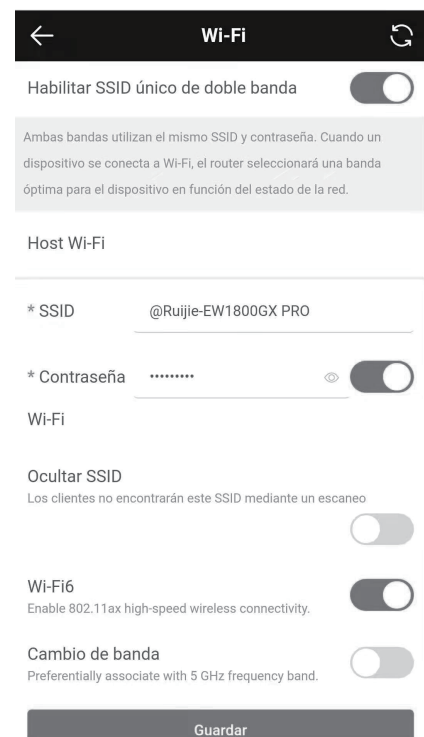 Wi-Fi
Habilitar SSID único de doble banda
Ambas bandas utilizan el mismo SSID y contraseña. Cuando un
dispositivo se conecta a Wi-Fi, el router seleccionará una banda
óptima para el dispositivo en función del estado de la red.
Host Wi-Fi
* SSID @Ruijie-EW1800GX PRO
* Contraseña •••••••••
Wi-Fi
Ocultar SSID
Los clientes no encontrarán este SSID mediante un escaneo
Wi-Fi6
Enable 802.11ax high-speed wireless connectivity.
Cambio de banda
Preferentially associate with 5 GHz frequency band.
Guardar